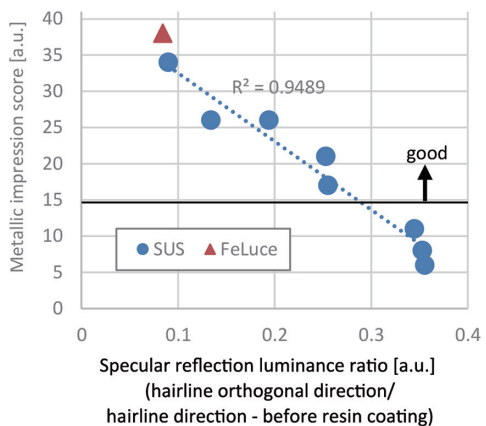 Metallic impression score [a.u.]
40
35
30
25
20
15
10
5
0
R² = 0.9489
good
SUS FeLuce
0 0.1 0.2 0.3 0.4
Specular reflection luminance ratio [a.u.]
(hairline orthogonal direction/
hairline direction - before resin coating)